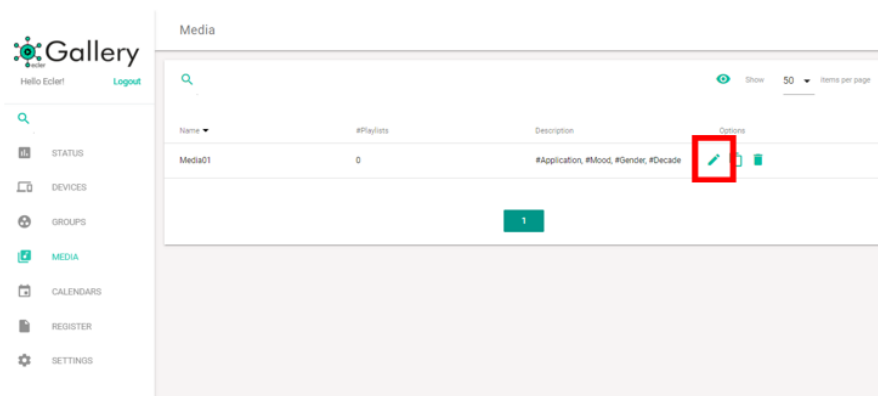 Media
Gallery
ecler
Hello Ecler! Logout
Show 50 items per page
Name #Playlists Description Options
Media01 0 #Application, #Mood, #Gender, #Decade
1
STATUS
DEVICES
GROUPS
MEDIA
CALENDARS
REGISTER
SETTINGS